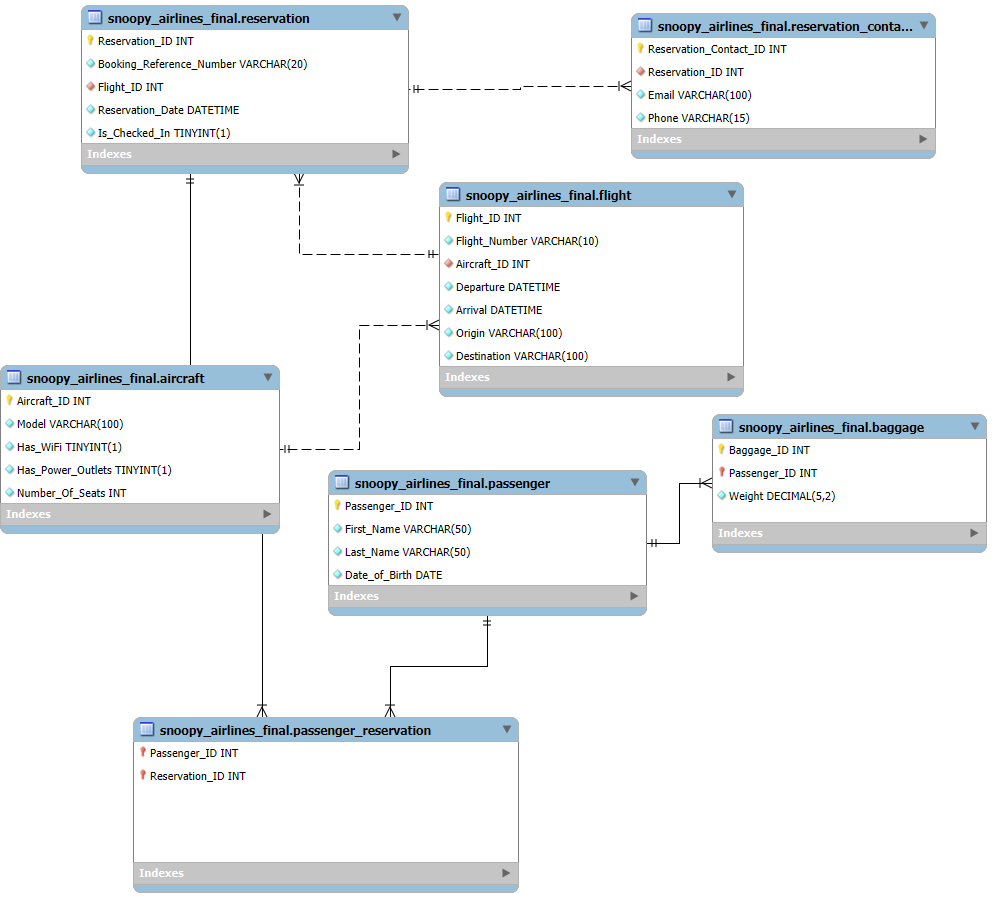 snoopy_airlines_final.reservation
Reservation_ID INT
Booking_Reference_Number VARCHAR(20)
Flight_ID INT
Reservation_Date DATETIME
Is_Checked_In TINYINT(1)
Indexes
snoopy_airlines_final.reservation_conta...
Reservation_Contact_ID INT
Reservation_ID INT
Email VARCHAR(100)
Phone VARCHAR(15)
Indexes
snoopy_airlines_final.flight
Flight_ID INT
Flight_Number VARCHAR(10)
Aircraft_ID INT
Departure DATETIME
Arrival DATETIME
Origin VARCHAR(100)
Destination VARCHAR(100)
Indexes
snoopy_airlines_final.aircraft
Aircraft_ID INT
Model VARCHAR(100)
Has_WiFi TINYINT(1)
Has_Power_Outlets TINYINT(1)
Number_Of_Seats INT
Indexes
snoopy_airlines_final.baggage
Baggage_ID INT
Passenger_ID INT
Weight DECIMAL(5,2)
Indexes
snoopy_airlines_final.passenger
Passenger_ID INT
First_Name VARCHAR(50)
Last_Name VARCHAR(50)
Date_of_Birth DATE
Indexes
snoopy_airlines_final.passenger_reservation
Passenger_ID INT
Reservation_ID INT
Indexes